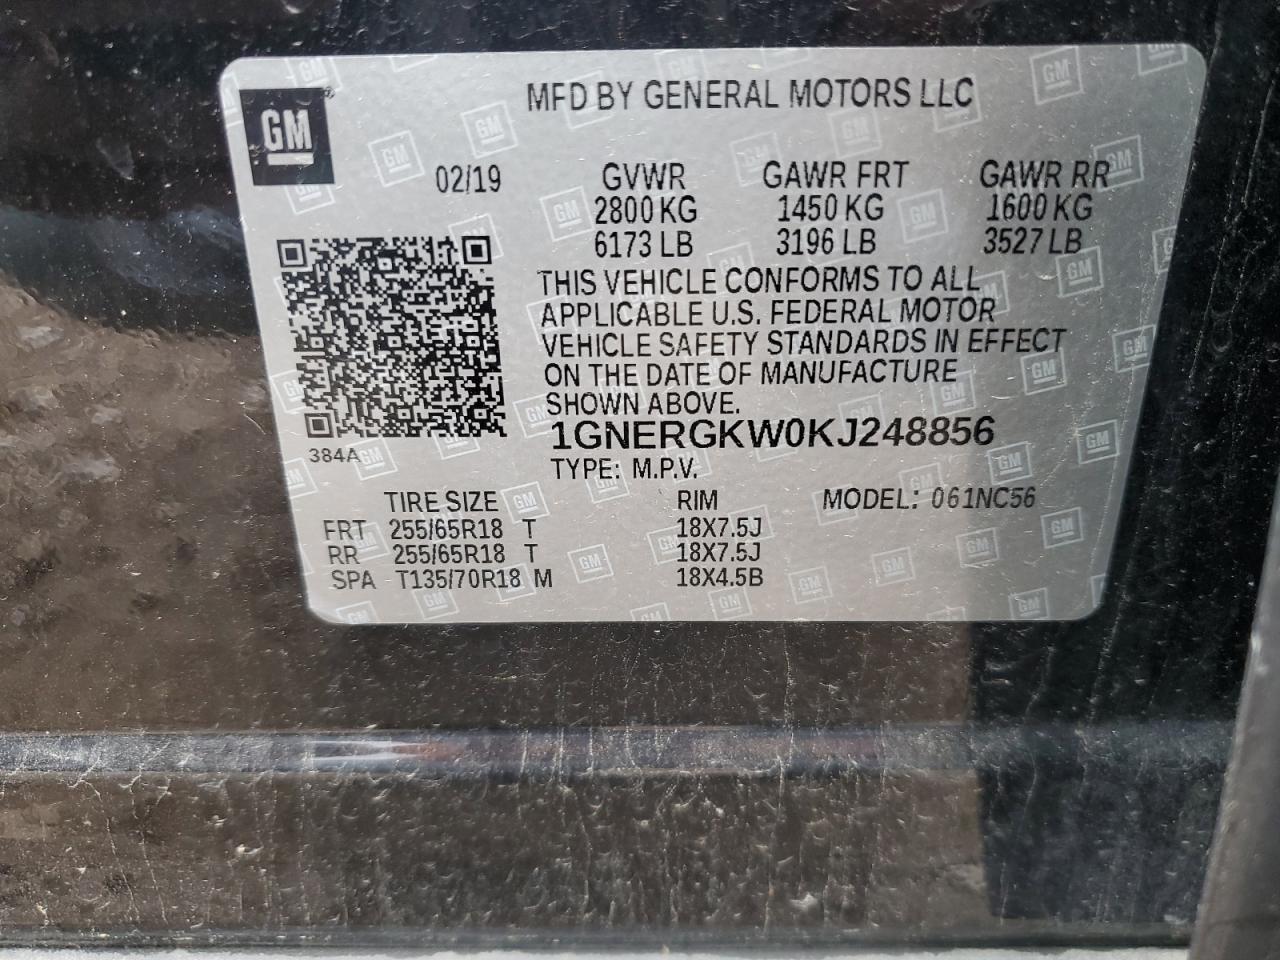 GM
MFD BY GENERAL MOTORS LLC
02/19 GVWR GAWR FRT GAWR RR
2800 KG 1450 KG 1600 KG
6173 LB 3196 LB 3527 LB
THIS VEHICLE CONFORMS TO ALL
APPLICABLE U.S. FEDERAL MOTOR
VEHICLE SAFETY STANDARDS IN EFFECT
ON THE DATE OF MANUFACTURE
SHOWN ABOVE.
1GNERGKW0KJ248856
384A
TYPE: M.P.V.
TIRE SIZE RIM MODEL: 061NC56
FRT 255/65R18 T 18X7.5J
RR 255/65R18 T 18X7.5J
SPA T135/70R18 M 18X4.5B